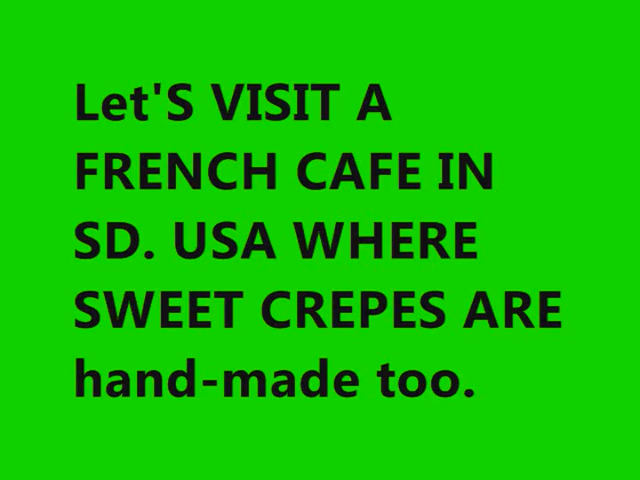 Let'S VISIT A
FRENCH CAFE IN
SD. USA WHERE
SWEET CREPES ARE
hand-made too.